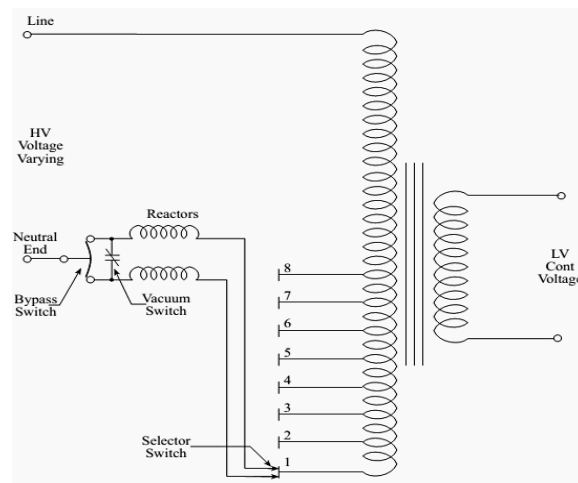 Line
HV
Voltage
Varying
Reactors
Neutral
End
Bypass
Switch
Vacuum
Switch
8
7
6
5
4
3
2
1
Selector
Switch
LV
Cont
Voltage